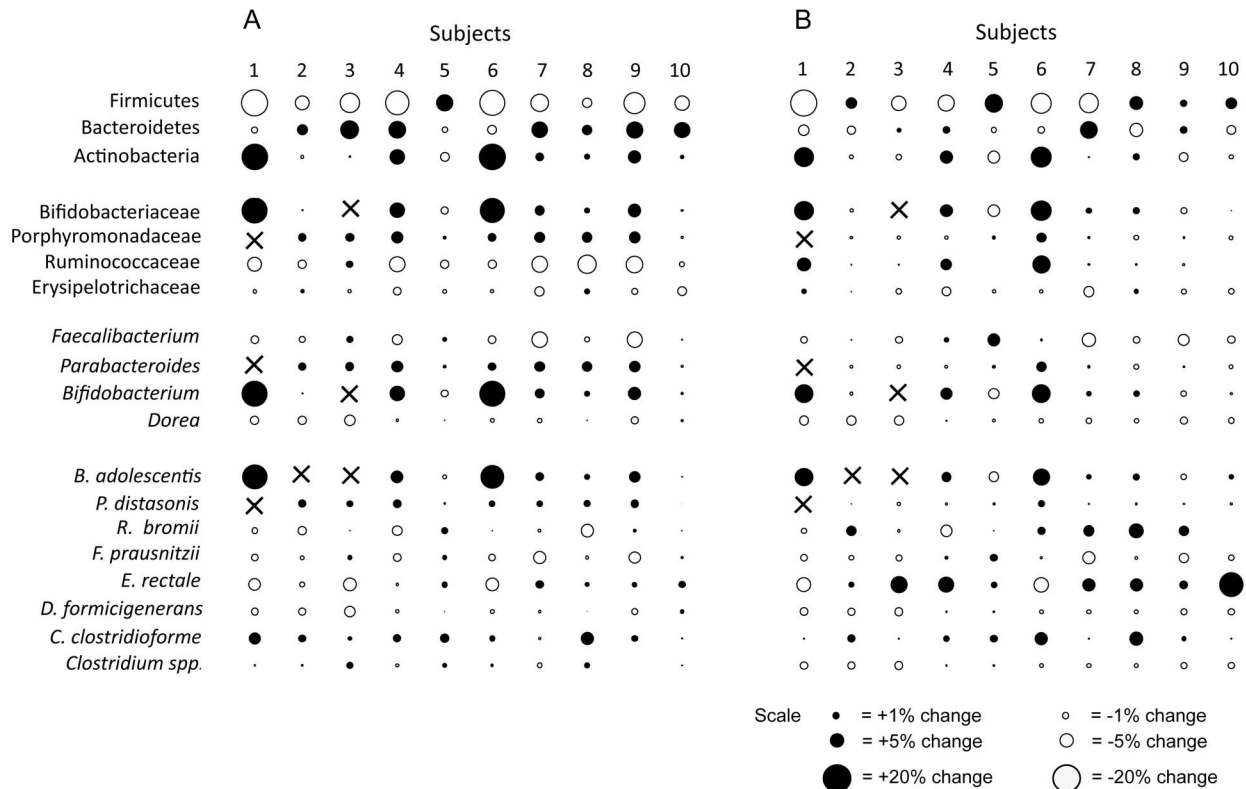 A
B
Subjects
Subjects
1 2 3 4 5 6 7 8 9 10
1 2 3 4 5 6 7 8 9 10
Firmicutes
Bacteroidetes
Actinobacteria
Bifidobacteriaceae
Porphyromonadaceae
Ruminococcaceae
Erysipelotrichaceae
Faecalibacterium
Parabacteroides
Bifidobacterium
Dorea
B. adolescentis
P. distasonis
R. bromii
F. prausnitzii
E. rectale
D. formicigenerans
C. clostridioforme
Clostridium spp.
Scale = +1% change = -1% change
= +5% change = -5% change
= +20% change = -20% change